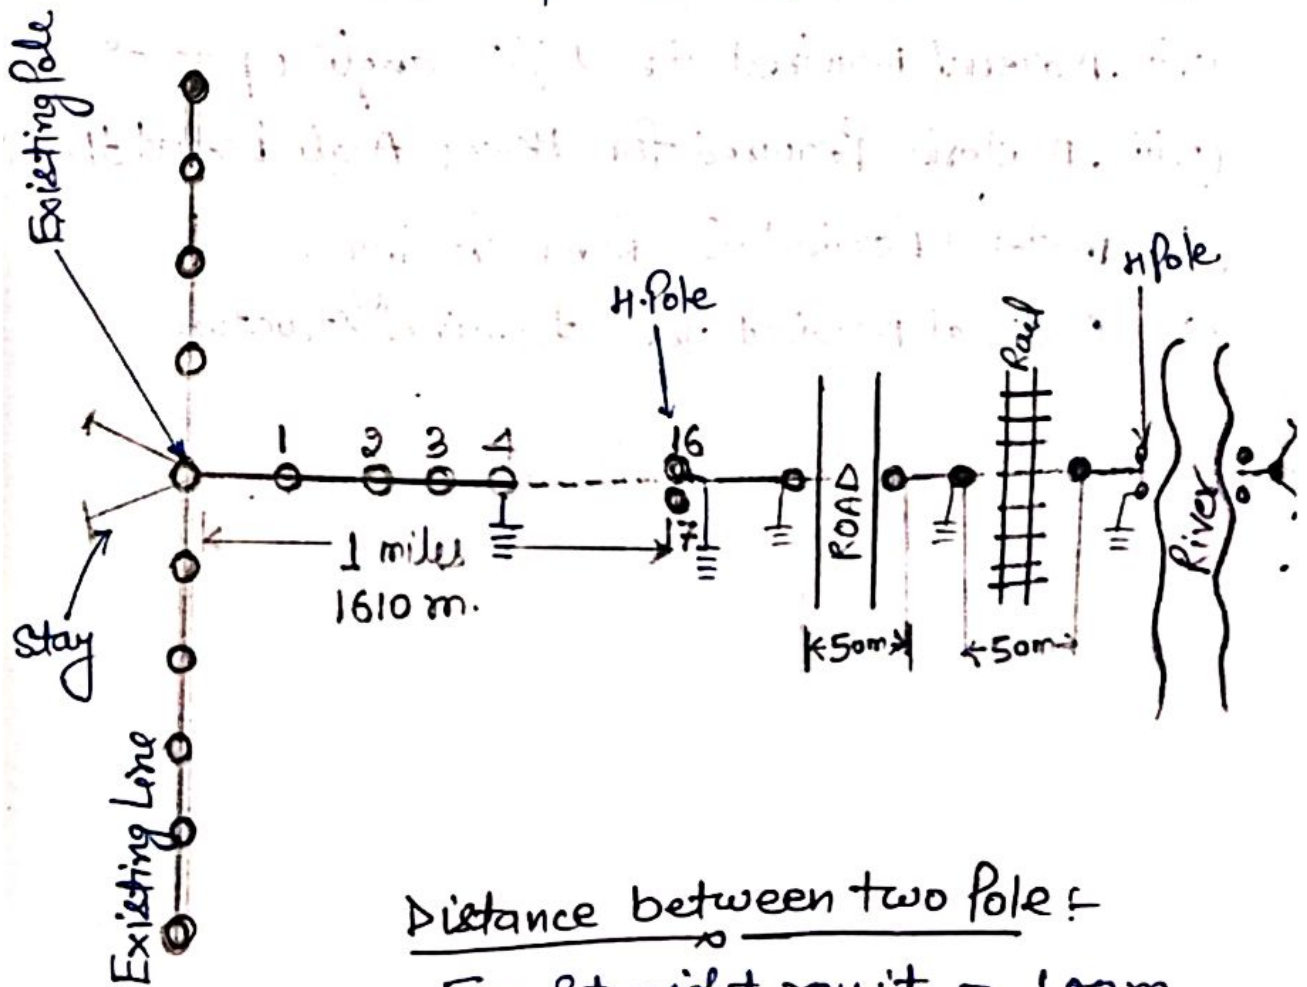 Existing Pole
H.Pole
H Pole
Rail
1 2 3 4
16
17
ROAD
River
1 miles
1610 m.
50m
50m
Stay
Existing Line
Distance between two Pole :-